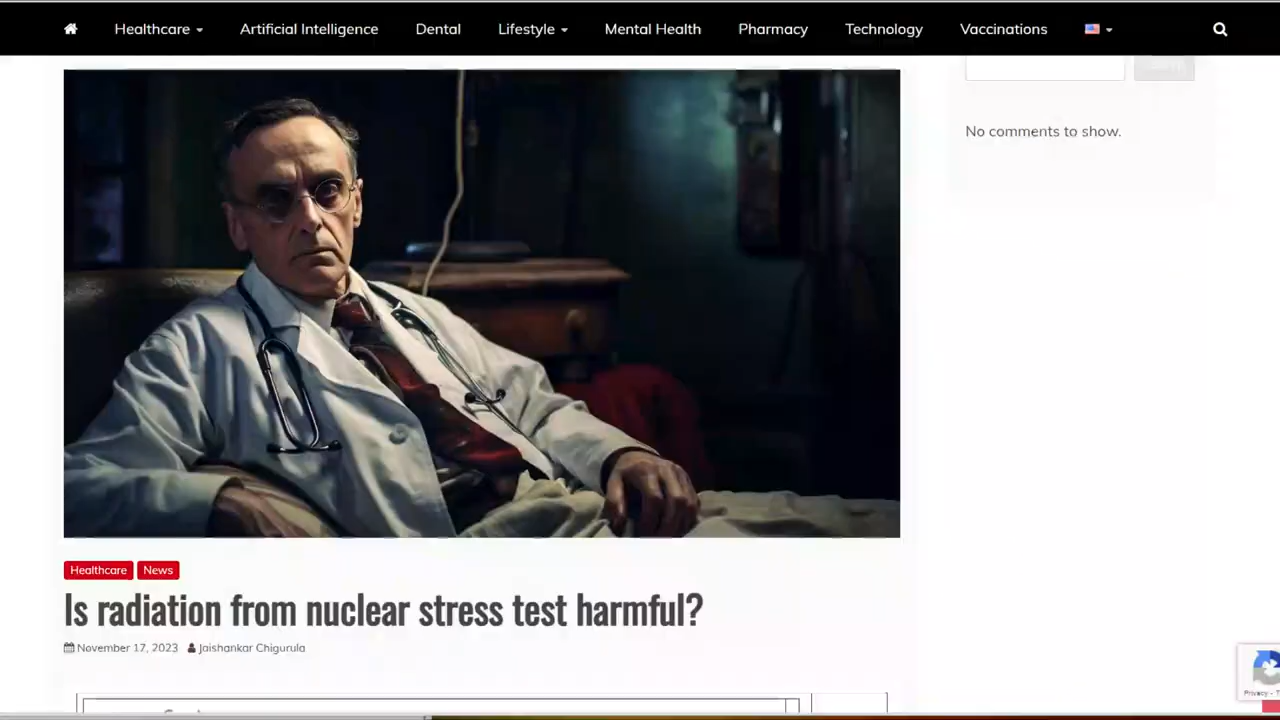 Healthcare Artificial Intelligence Dental Lifestyle Mental Health Pharmacy Technology Vaccinations
No comments to show.
Healthcare News
Is radiation from nuclear stress test harmful?
November 17, 2023 Jaishankar Chigurula
Privacy